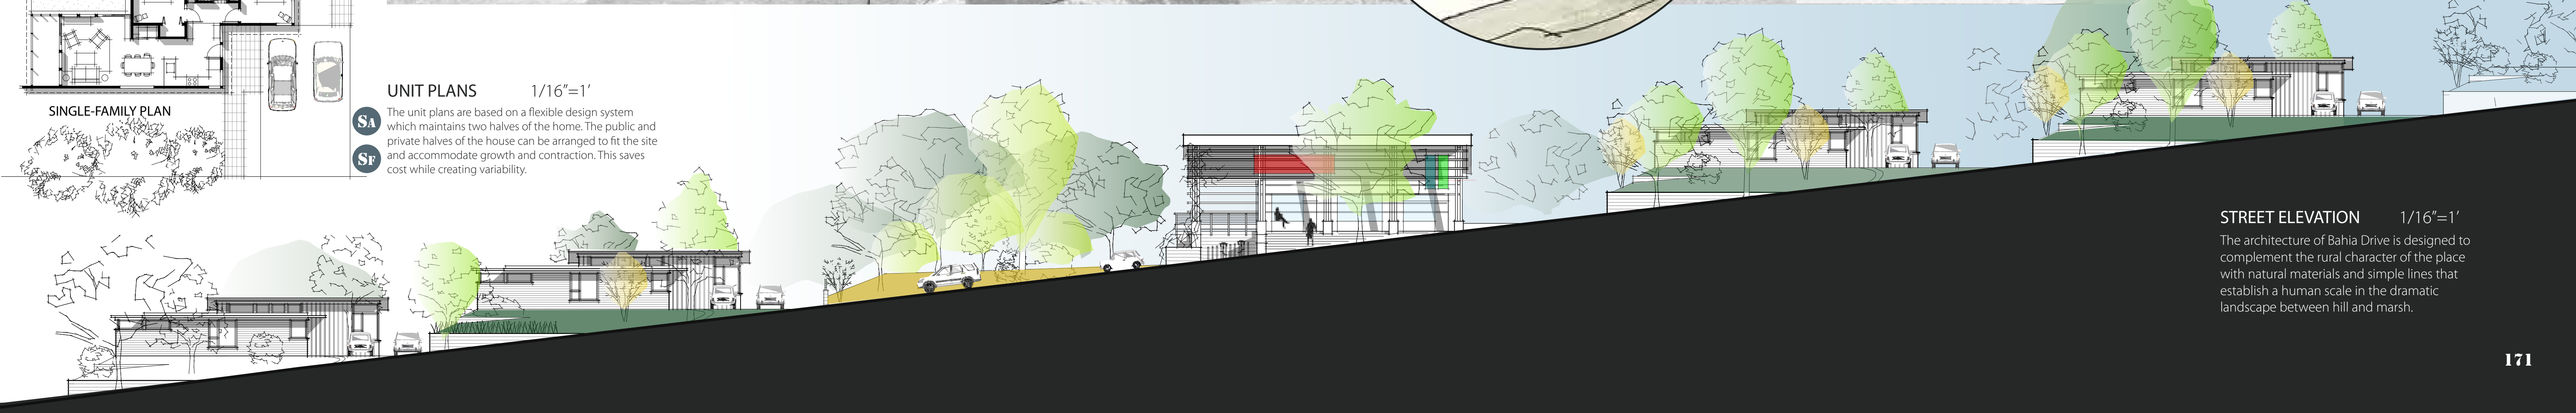 SINGLE-FAMILY PLAN
UNIT PLANS 1/16”=1’
SA
SF
The unit plans are based on a flexible design system
which maintains two halves of the home. The public and
private halves of the house can be arranged to fit the site
and accommodate growth and contraction. This saves
cost while creating variability.
STREET ELEVATION 1/16”=1’
The architecture of Bahia Drive is designed to
complement the rural character of the place
with natural materials and simple lines that
establish a human scale in the dramatic
landscape between hill and marsh.
171